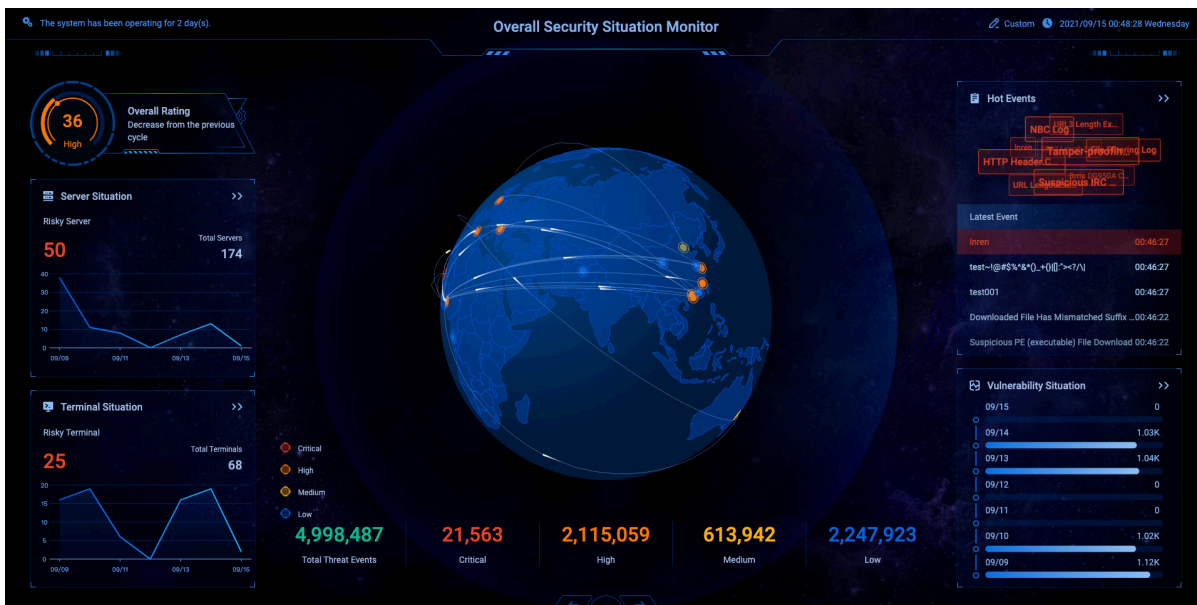 The system has been operating for 2 day(s).
Overall Security Situation Monitor
Custom
2021/09/15 00:48:28 Wednesday
36
High
Overall Rating
Decrease from the previous
cycle
Server Situation >>
Risky Server
50
Total Servers
174
40
30
20
10
0
09/09 09/11 09/13 09/15
Terminal Situation >>
Risky Terminal
25
Total Terminals
68
20
15
10
5
0
09/09 09/11 09/13 09/15
Critical
High
Medium
Low
4,998,487
Total Threat Events
21,563
Critical
2,115,059
High
613,942
Medium
2,247,923
Low
Hot Events >>
URL3 Length Ex...
NBC Log
Inren
Tamper-proofin...
Log
HTTP Header C...
Suspicious IRC ...
Latest Event
Inren 00:46:27
test~!@#$%^&*()_+{}|[]:"><?/\| 00:46:27
test001 00:46:27
Downloaded File Has Mismatched Suffix ...00:46:22
Suspicious PE (executable) File Download 00:46:22
Vulnerability Situation >>
09/15 0
09/14 1.03K
09/13 1.04K
09/12 0
09/11 0
09/10 1.02K
09/09 1.12K